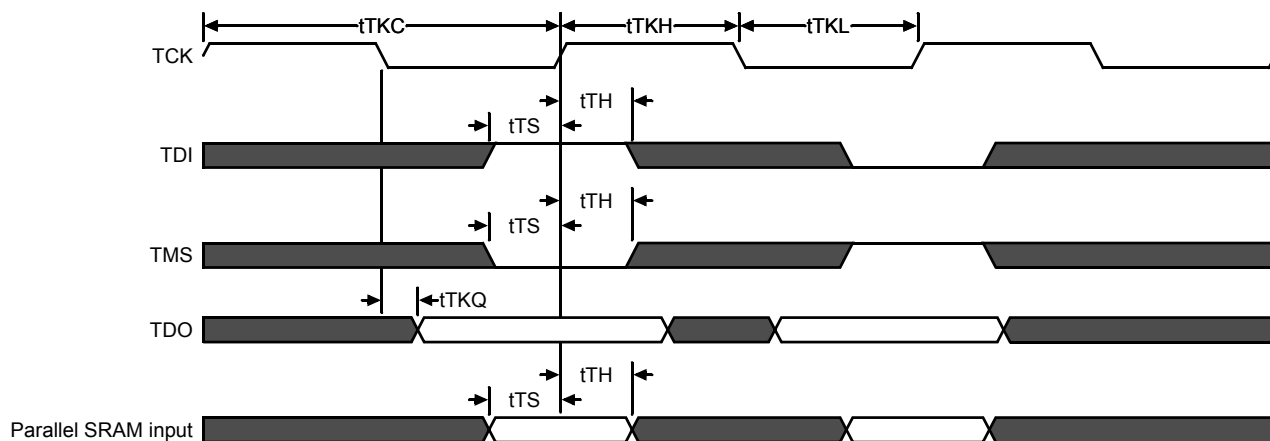 tTKC
tTKH
tTKL
TCK
tTH
tTS
TDI
tTH
tTS
TMS
tTKQ
TDO
tTH
tTS
Parallel SRAM input